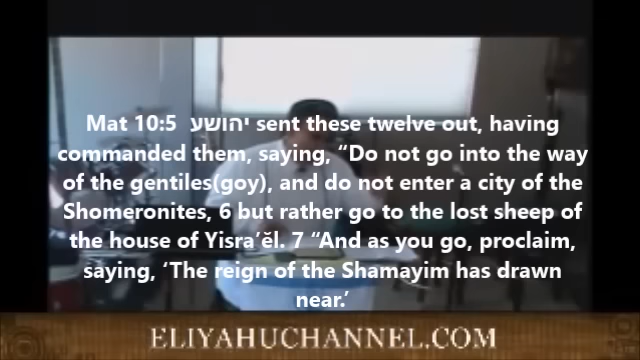 Mat 10:5 יהושע sent these twelve out, having
commanded them, saying, “Do not go into the way
of the gentiles(goy), and do not enter a city of the
Shomeronites, 6 but rather go to the lost sheep of
the house of Yisra’ĕl. 7 “And as you go, proclaim,
saying, ‘The reign of the Shamayim has drawn
near.’
ELIYAHUCHANNEL.COM